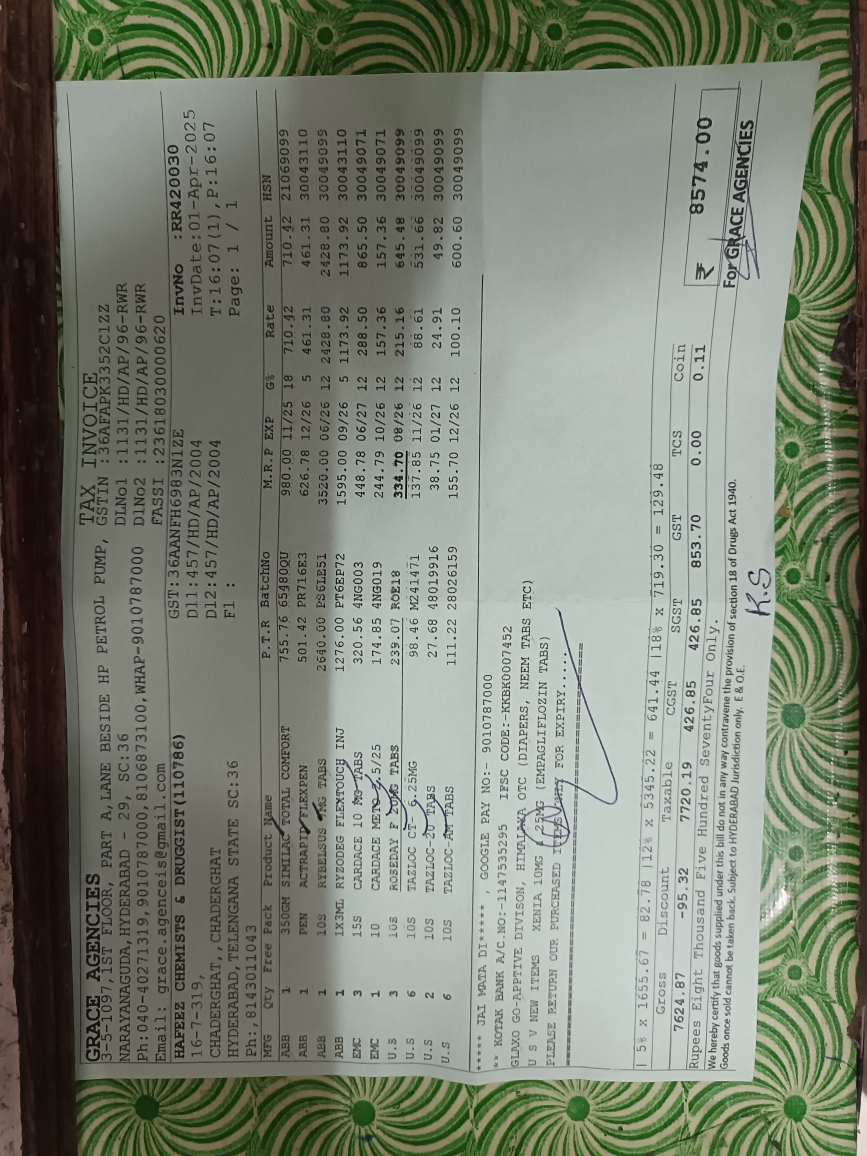 TAX INVOICE
GRACE AGENCIES
3-5-1097,1ST FLOOR, PART A,LANE BESIDE HP PETROL PUMP, GSTIN :36AFAPK3352C1ZZ
NARAYANAGUDA,HYDERABAD - 29, SC:36 DLNo1 :1131/HD/AP/96-RWR
Ph:040-40271319,9010787000,8106873100,WHAP-9010787000 DlNo2 :1131/HD/AP/96-RWR
Email: grace.agenceis@gmail.com FASSI :23618030000620
HAFEEZ CHEMISTS & DRUGGIST(110786) GST:36AANFH6983N1ZE InvNo :RR420030
16-7-319, D11:457/HD/AP/2004 InvDate:01-Apr-2025
CHADERGHAT,,CHADERGHAT D12:457/HD/AP/2004 T:16:07(1),P:16:07
HYDERABAD,TELENGANA STATE SC:36 Fl : Page: 1 / 1
Ph:,8143011043
MFG Qty Free Pack Product Name P.T.R BatchNo M.R.P EXP G% Rate Amount HSN
ABB 1 350GM SIMILAC TOTAL COMFORT 755.76 65480QU 980.00 11/25 18 710.42 710.42 21069099
ABB 1 PEN ACTRAPID FLEXPEN 501.42 PR716E3 626.78 12/26 5 461.31 461.31 30043110
ABB 1 10S RYBELSUS TABS 2640.00 PS6LE51 3520.00 06/26 12 2428.80 2428.80 30049099
ABB 1 1X3ML RYZODEG FLEXTOUCH INJ 1276.00 PT6EP72 1595.00 09/26 5 1173.92 1173.92 30043110
EMC 3 15S CARDACE 10 MG TABS 320.56 4NG003 448.78 06/27 12 288.50 865.50 30049071
EMC 1 10 CARDACE METO 2.5/25 174.85 4NG019 244.79 10/26 12 157.36 157.36 30049071
U.S 3 10S ROSEDAY F 20MG TABS 239.07 ROE18 334.70 08/26 12 215.16 645.48 30049099
U.S 6 10S TAZLOC CT- 6.25MG 98.46 M241471 137.85 11/26 12 88.61 531.66 30049099
U.S 2 10S TAZLOC-20 TABS 27.68 48019916 38.75 01/27 12 24.91 49.82 30049099
U.S 6 10S TAZLOC-AM TABS 111.22 28026159 155.70 12/26 12 100.10 600.60 30049099
***** JAI MATA DI***** , GOOGLE PAY NO:- 9010787000
** KOTAK BANK A/C.NO:-1147535295 IFSC CODE:-KKBK0007452
GLAXO GO-APPTIVE DIVISON, HIMALAYA OTC (DIAPERS, NEEM TABS ETC)
U S V NEW ITEMS XENIA 10MG 25MG (EMPAGLIFLOZIN TABS)
PLEASE RETURN OUR PURCHASED ITEMS ONLY FOR EXPIRY.....
| 5% x 1655.67 = 82.78 |12% x 5345.22 = 641.44 |18% x 719.30 = 129.48
Gross Discount Taxable CGST SGST GST TCS Coin
7624.87 -95.32 7720.19 426.85 426.85 853.70 0.00 0.11 ₹ 8574.00
Rupees Eight Thousand Five Hundred SeventyFour Only.
We hereby certify that goods supplied under this bill do not in any way contravene the provision of section 18 of Drugs Act 1940. For GRACE AGENCIES
Goods once sold cannot be taken back. Subject to HYDERABAD Jurisdiction only. E & O.E.
K.S